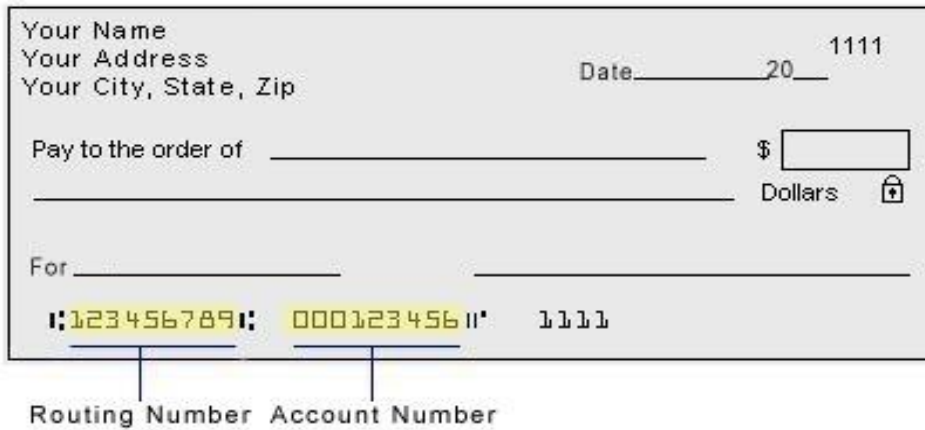 Your Name
1111
Your Address
Date 20
Your City, State, Zip
Pay to the order of $
Dollars
For
⑆123456789⑆ 000123456⑈ 1111
Routing Number Account Number